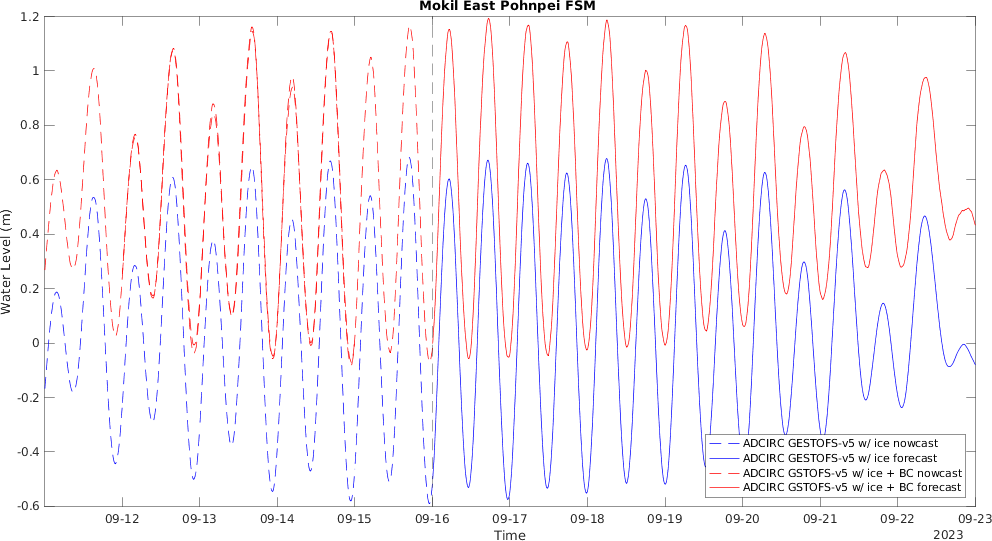 Mokil East Pohnpei FSM
1.2
1
0.8
0.6
0.4
0.2
0
-0.2
-0.4
-0.6
Water Level (m)
ADCIRC GESTOFS-v5 w/ ice nowcast
ADCIRC GESTOFS-v5 w/ ice forecast
ADCIRC GSTOFS-v5 w/ ice + BC nowcast
ADCIRC GSTOFS-v5 w/ ice + BC forecast
09-12 09-13 09-14 09-15 09-16 09-17 09-18 09-19 09-20 09-21 09-22 09-23
Time
2023